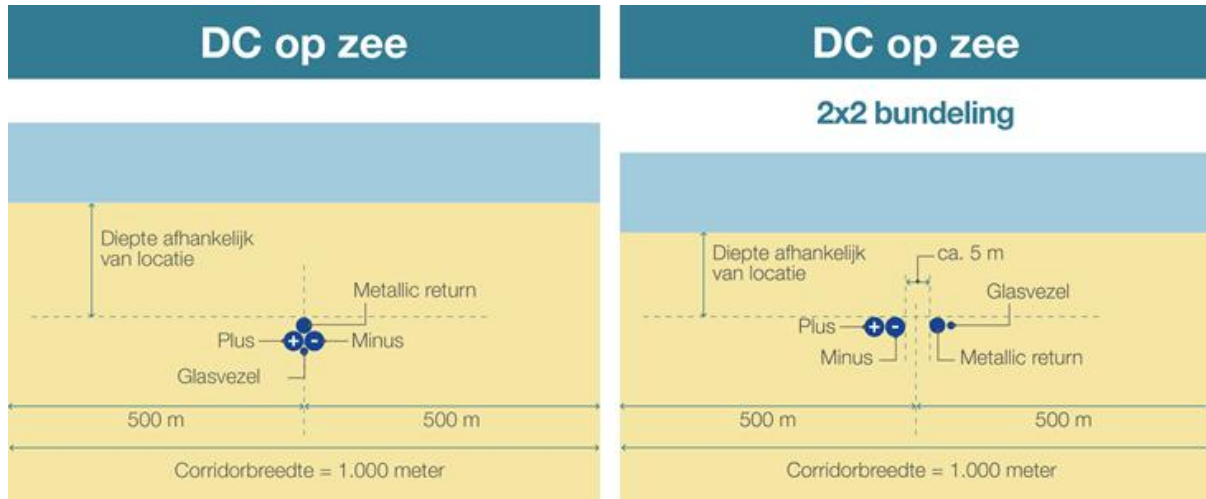 DC op zee
Diepte afhankelijk
van locatie
Metallic return
Plus
+
-
Minus
Glasvezel
500 m
500 m
Corridorbreedte = 1.000 meter
DC op zee
2x2 bundeling
Diepte afhankelijk
van locatie
ca. 5 m
Glasvezel
Plus
+
-
Minus
Metallic return
500 m
500 m
Corridorbreedte = 1.000 meter